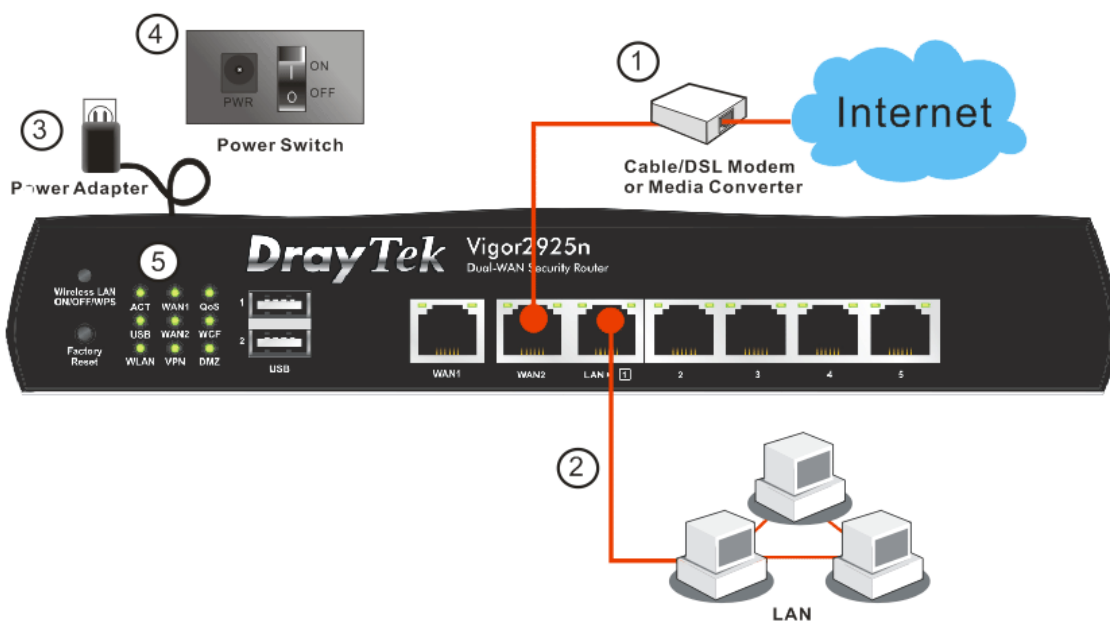 4
ON
OFF
PWR
Power Switch
1
Internet
Cable/DSL Modem
or Media Converter
3
Power Adapter
5
DrayTek
Vigor2925n
Dual-WAN Security Router
Wireless LAN
ON/OFF/WPS
ACT WAN1 QoS
USB WAN2 WCF
WLAN VPN DMZ
Factory
Reset
1
2
USB
WAN1
WAN2
LAN 1
2
3
4
5
2
LAN